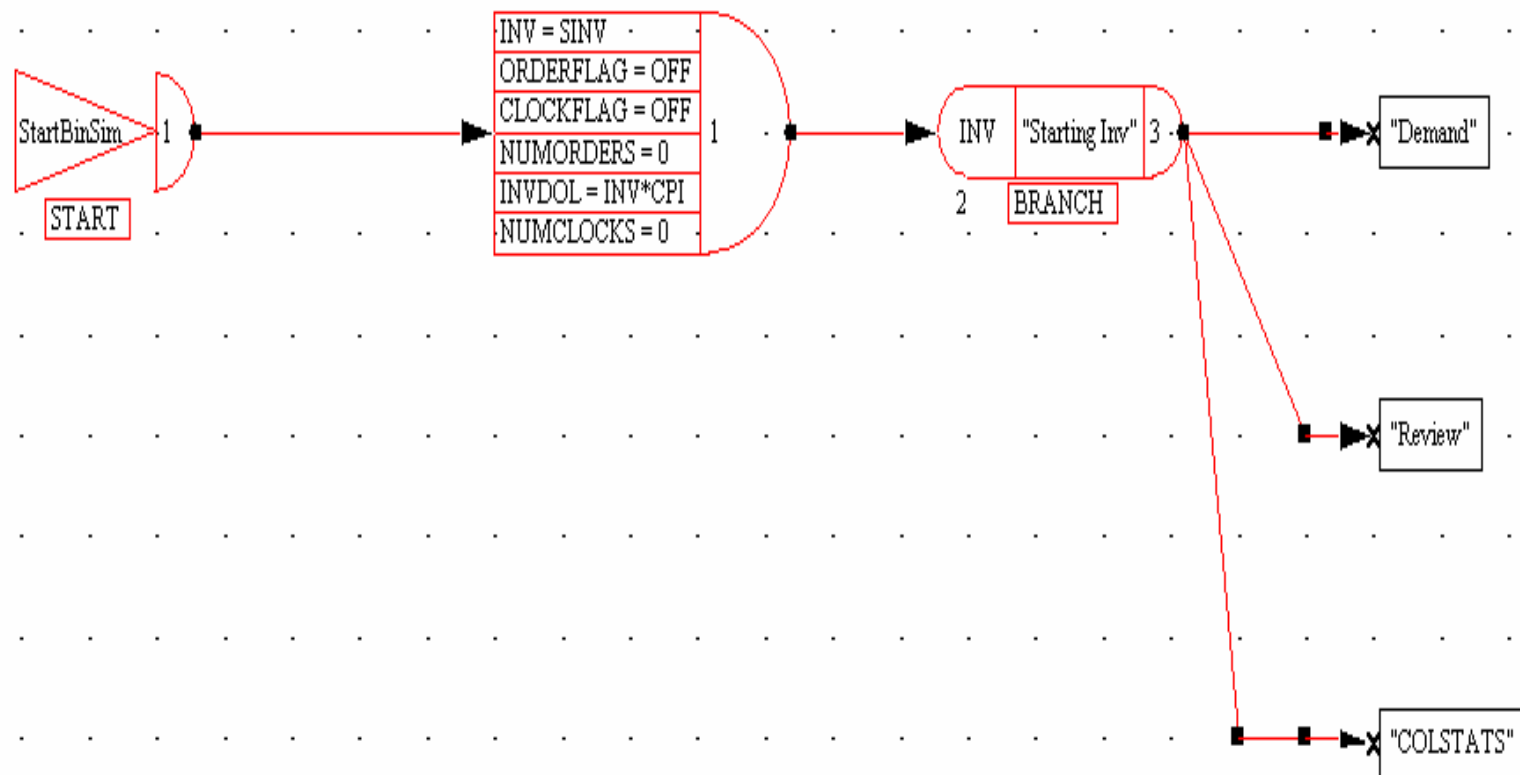 StartBinSim
1
START
INV = SINV
ORDERFLAG = OFF
CLOCKFLAG = OFF
NUMORDERS = 0
INVDOL = INV*CPI
NUMCLOCKS = 0
1
INV
"Starting Inv"
3
2
BRANCH
"Demand"
"Review"
"COLSTATS"